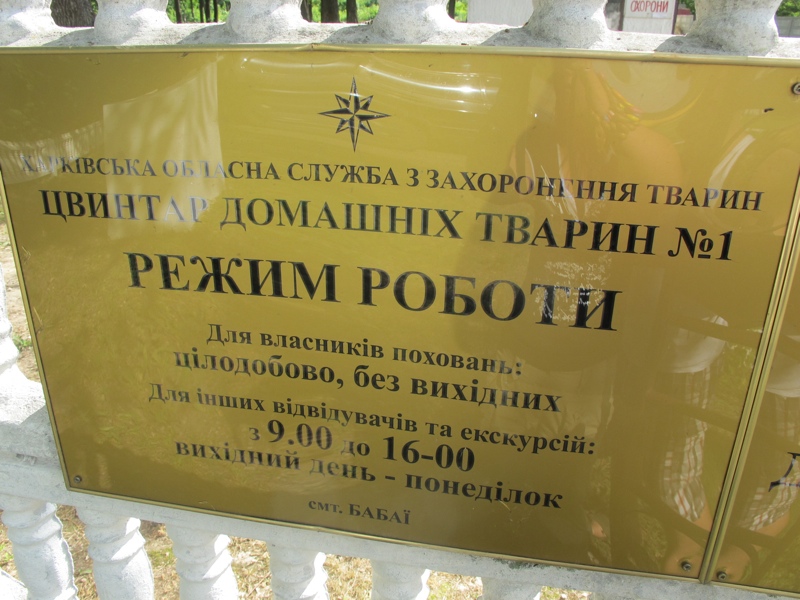 ОХОРОНИ
ХАРКІВСЬКА ОБЛАСНА СЛУЖБА З ЗАХОРОНЕННЯ ТВАРИН
ЦВИНТАР ДОМАШНІХ ТВАРИН №1
РЕЖИМ РОБОТИ
Для власників поховань:
цілодобово, без вихідних
Для інших відвідувачів та екскурсій:
з 9.00 до 16-00
вихідний день - понеділок
смт. БАБАЇ